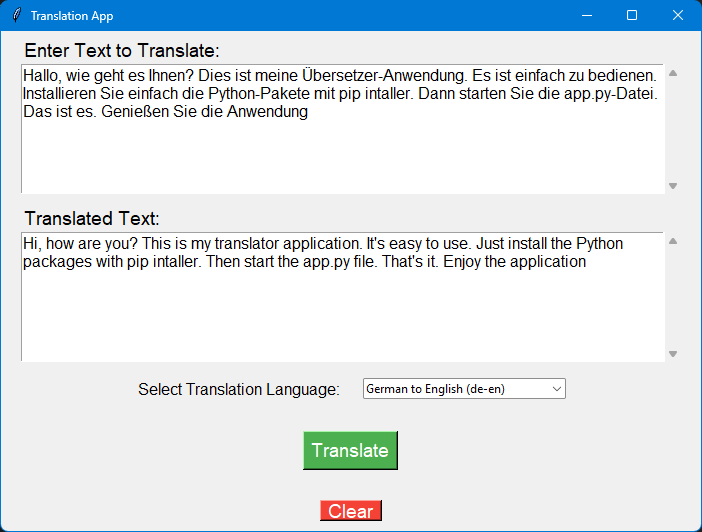 Translation App
Enter Text to Translate:
Hallo, wie geht es Ihnen? Dies ist meine Übersetzer-Anwendung. Es ist einfach zu bedienen.
Installieren Sie einfach die Python-Pakete mit pip intaller. Dann starten Sie die app.py-Datei.
Das ist es. Genießen Sie die Anwendung
Translated Text:
Hi, how are you? This is my translator application. It's easy to use. Just install the Python
packages with pip intaller. Then start the app.py file. That's it. Enjoy the application
Select Translation Language: German to English (de-en)
Translate
Clear